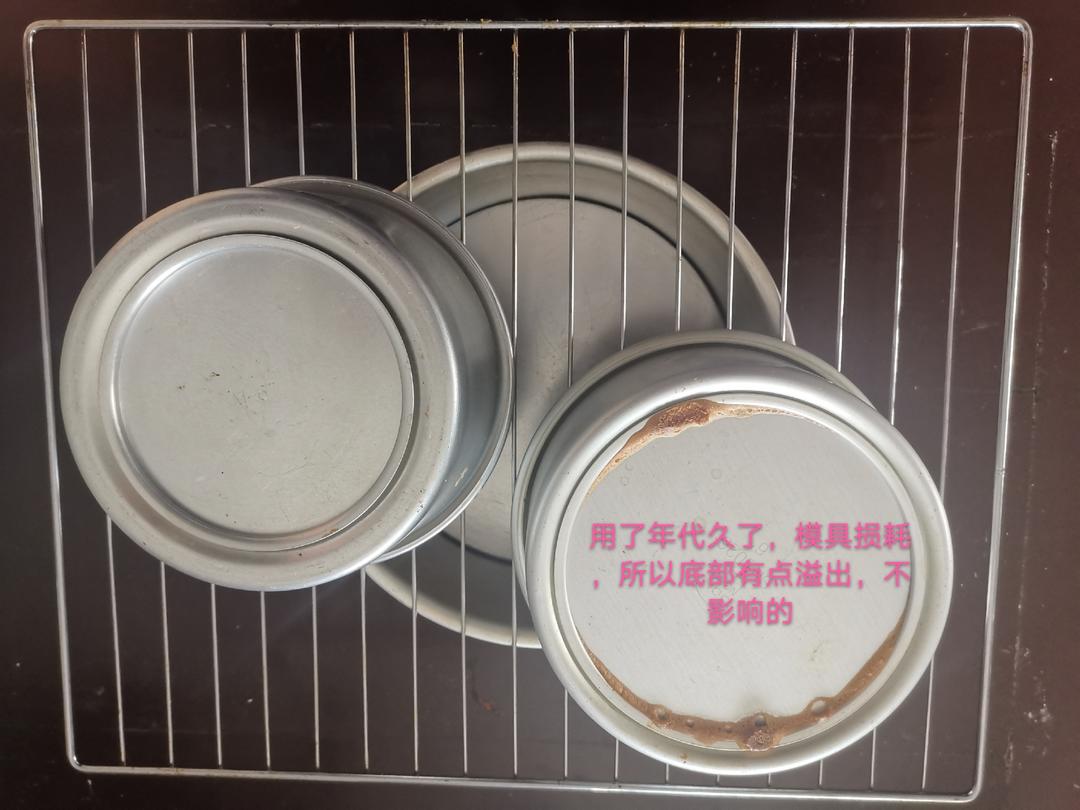 用了年代久了，模具损耗
，所以底部有点溢出，不
影响的